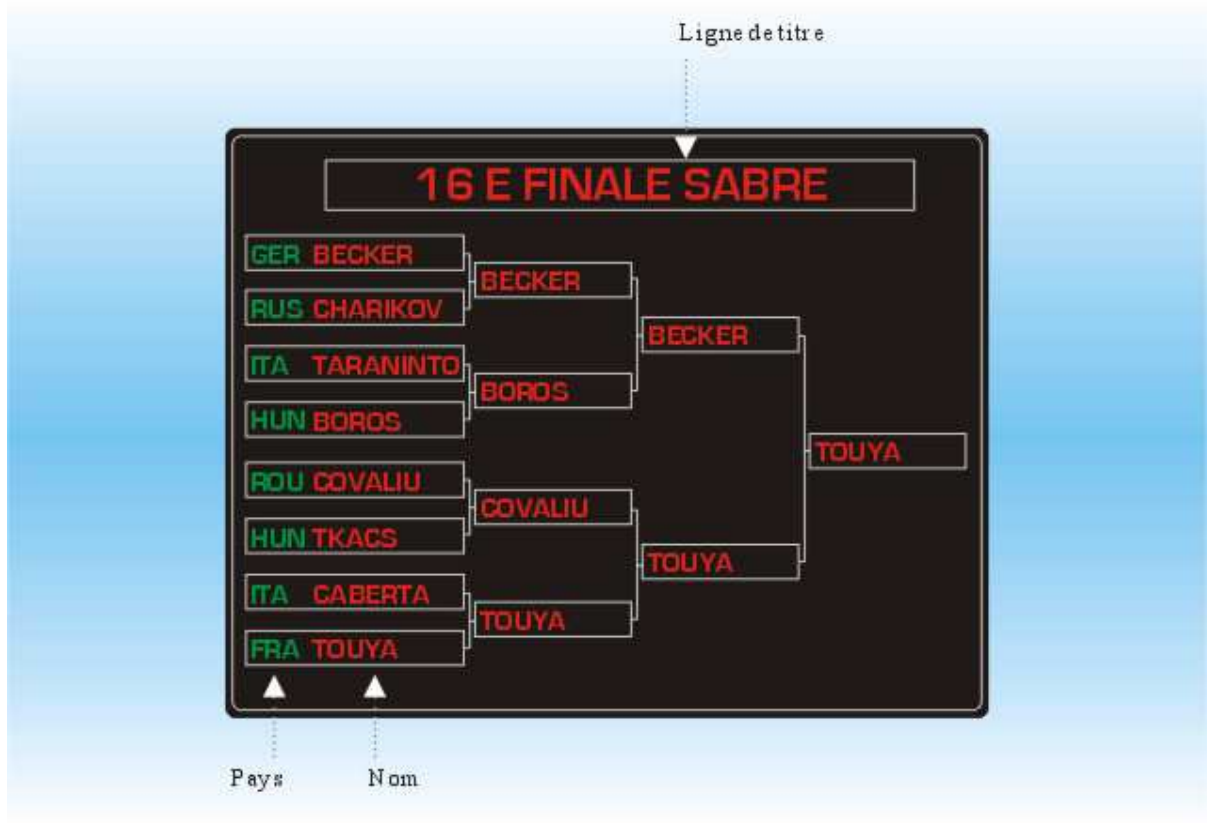 Ligne de titre
16 E FINALE SABRE
GER BECKER
RUS CHARIKOV
ITA TARANINTO
HUN BOROS
ROU COVALIU
HUN TKACS
ITA CABERTA
FRA TOUYA
BECKER
BOROS
COVALIU
TOUYA
BECKER
TOUYA
TOUYA
Pays
Nom